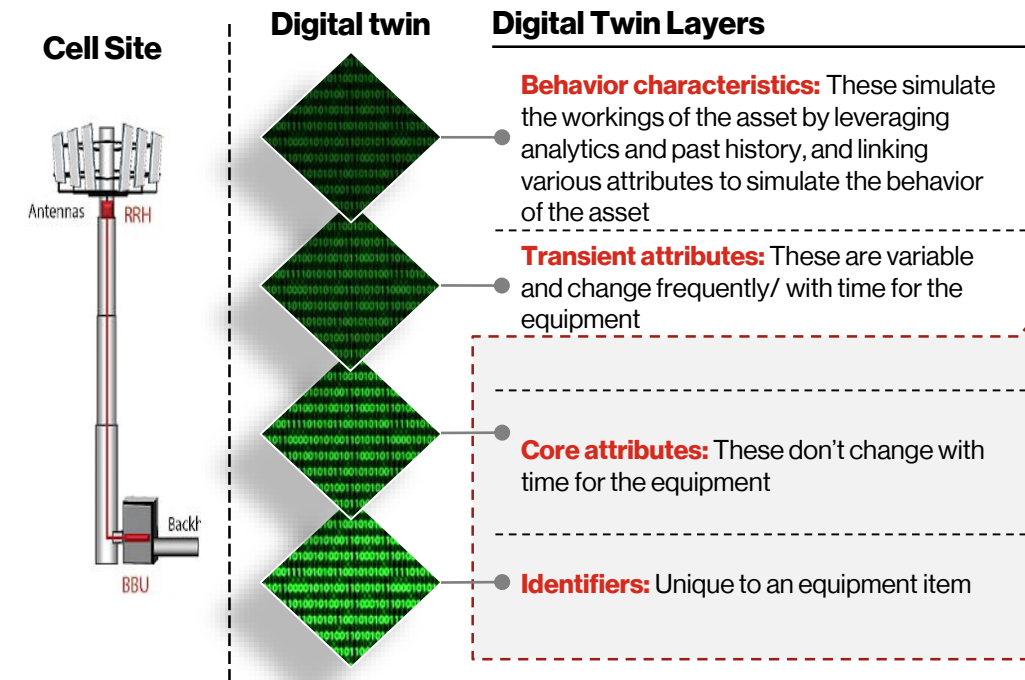 Cell Site
Digital twin
Digital Twin Layers
Antennas
RRH
Backh
BBU
Behavior characteristics: These simulate
the workings of the asset by leveraging
analytics and past history, and linking
various attributes to simulate the behavior
of the asset
Transient attributes: These are variable
and change frequently/ with time for the
equipment
Core attributes: These don’t change with
time for the equipment
Identifiers: Unique to an equipment item